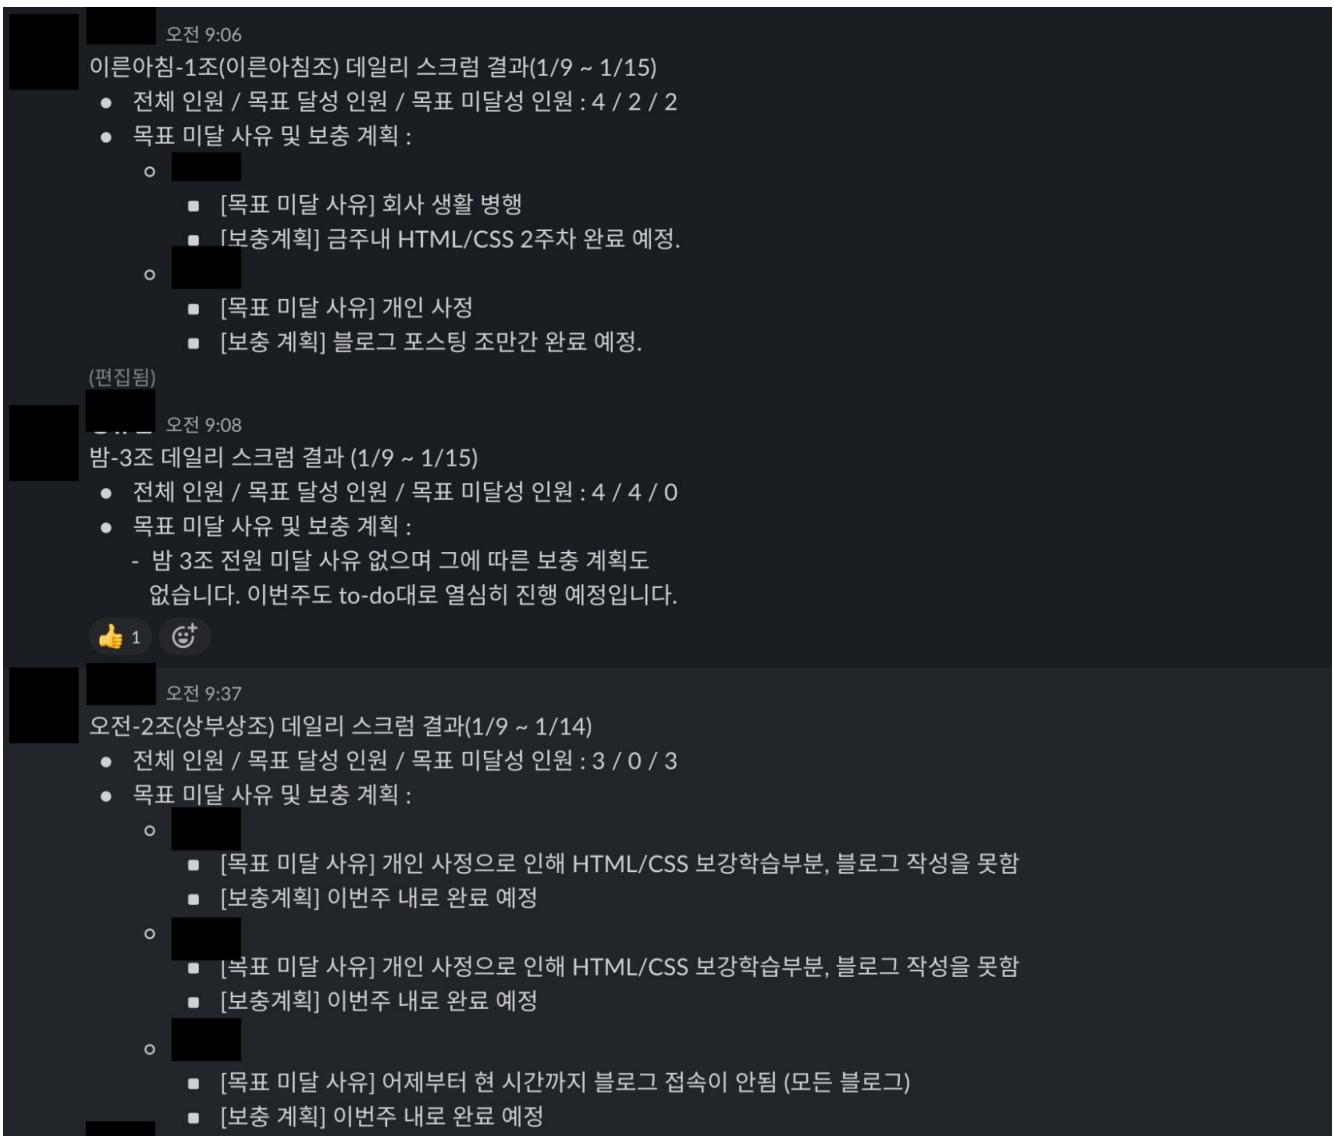 오전 9:06
이른아침-1조(이른아침조) 데일리 스크럼 결과(1/9 ~ 1/15)
● 전체 인원 / 목표 달성 인원 / 목표 미달성 인원 : 4 / 2 / 2
● 목표 미달 사유 및 보충 계획 :
○
■ [목표 미달 사유] 회사 생활 병행
■ [보충계획] 금주내 HTML/CSS 2주차 완료 예정.
○
■ [목표 미달 사유] 개인 사정
■ [보충 계획] 블로그 포스팅 조만간 완료 예정.
(편집됨)
오전 9:08
밤-3조 데일리 스크럼 결과 (1/9 ~ 1/15)
● 전체 인원 / 목표 달성 인원 / 목표 미달성 인원 : 4 / 4 / 0
● 목표 미달 사유 및 보충 계획 :
- 밤 3조 전원 미달 사유 없으며 그에 따른 보충 계획도
없습니다. 이번주도 to-do대로 열심히 진행 예정입니다.
👍 1
오전 9:37
오전-2조(상부상조) 데일리 스크럼 결과(1/9 ~ 1/14)
● 전체 인원 / 목표 달성 인원 / 목표 미달성 인원 : 3 / 0 / 3
● 목표 미달 사유 및 보충 계획 :
○
■ [목표 미달 사유] 개인 사정으로 인해 HTML/CSS 보강학습부분, 블로그 작성을 못함
■ [보충계획] 이번주 내로 완료 예정
○
■ [목표 미달 사유] 개인 사정으로 인해 HTML/CSS 보강학습부분, 블로그 작성을 못함
■ [보충계획] 이번주 내로 완료 예정
○
■ [목표 미달 사유] 어제부터 현 시간까지 블로그 접속이 안됨 (모든 블로그)
■ [보충 계획] 이번주 내로 완료 예정